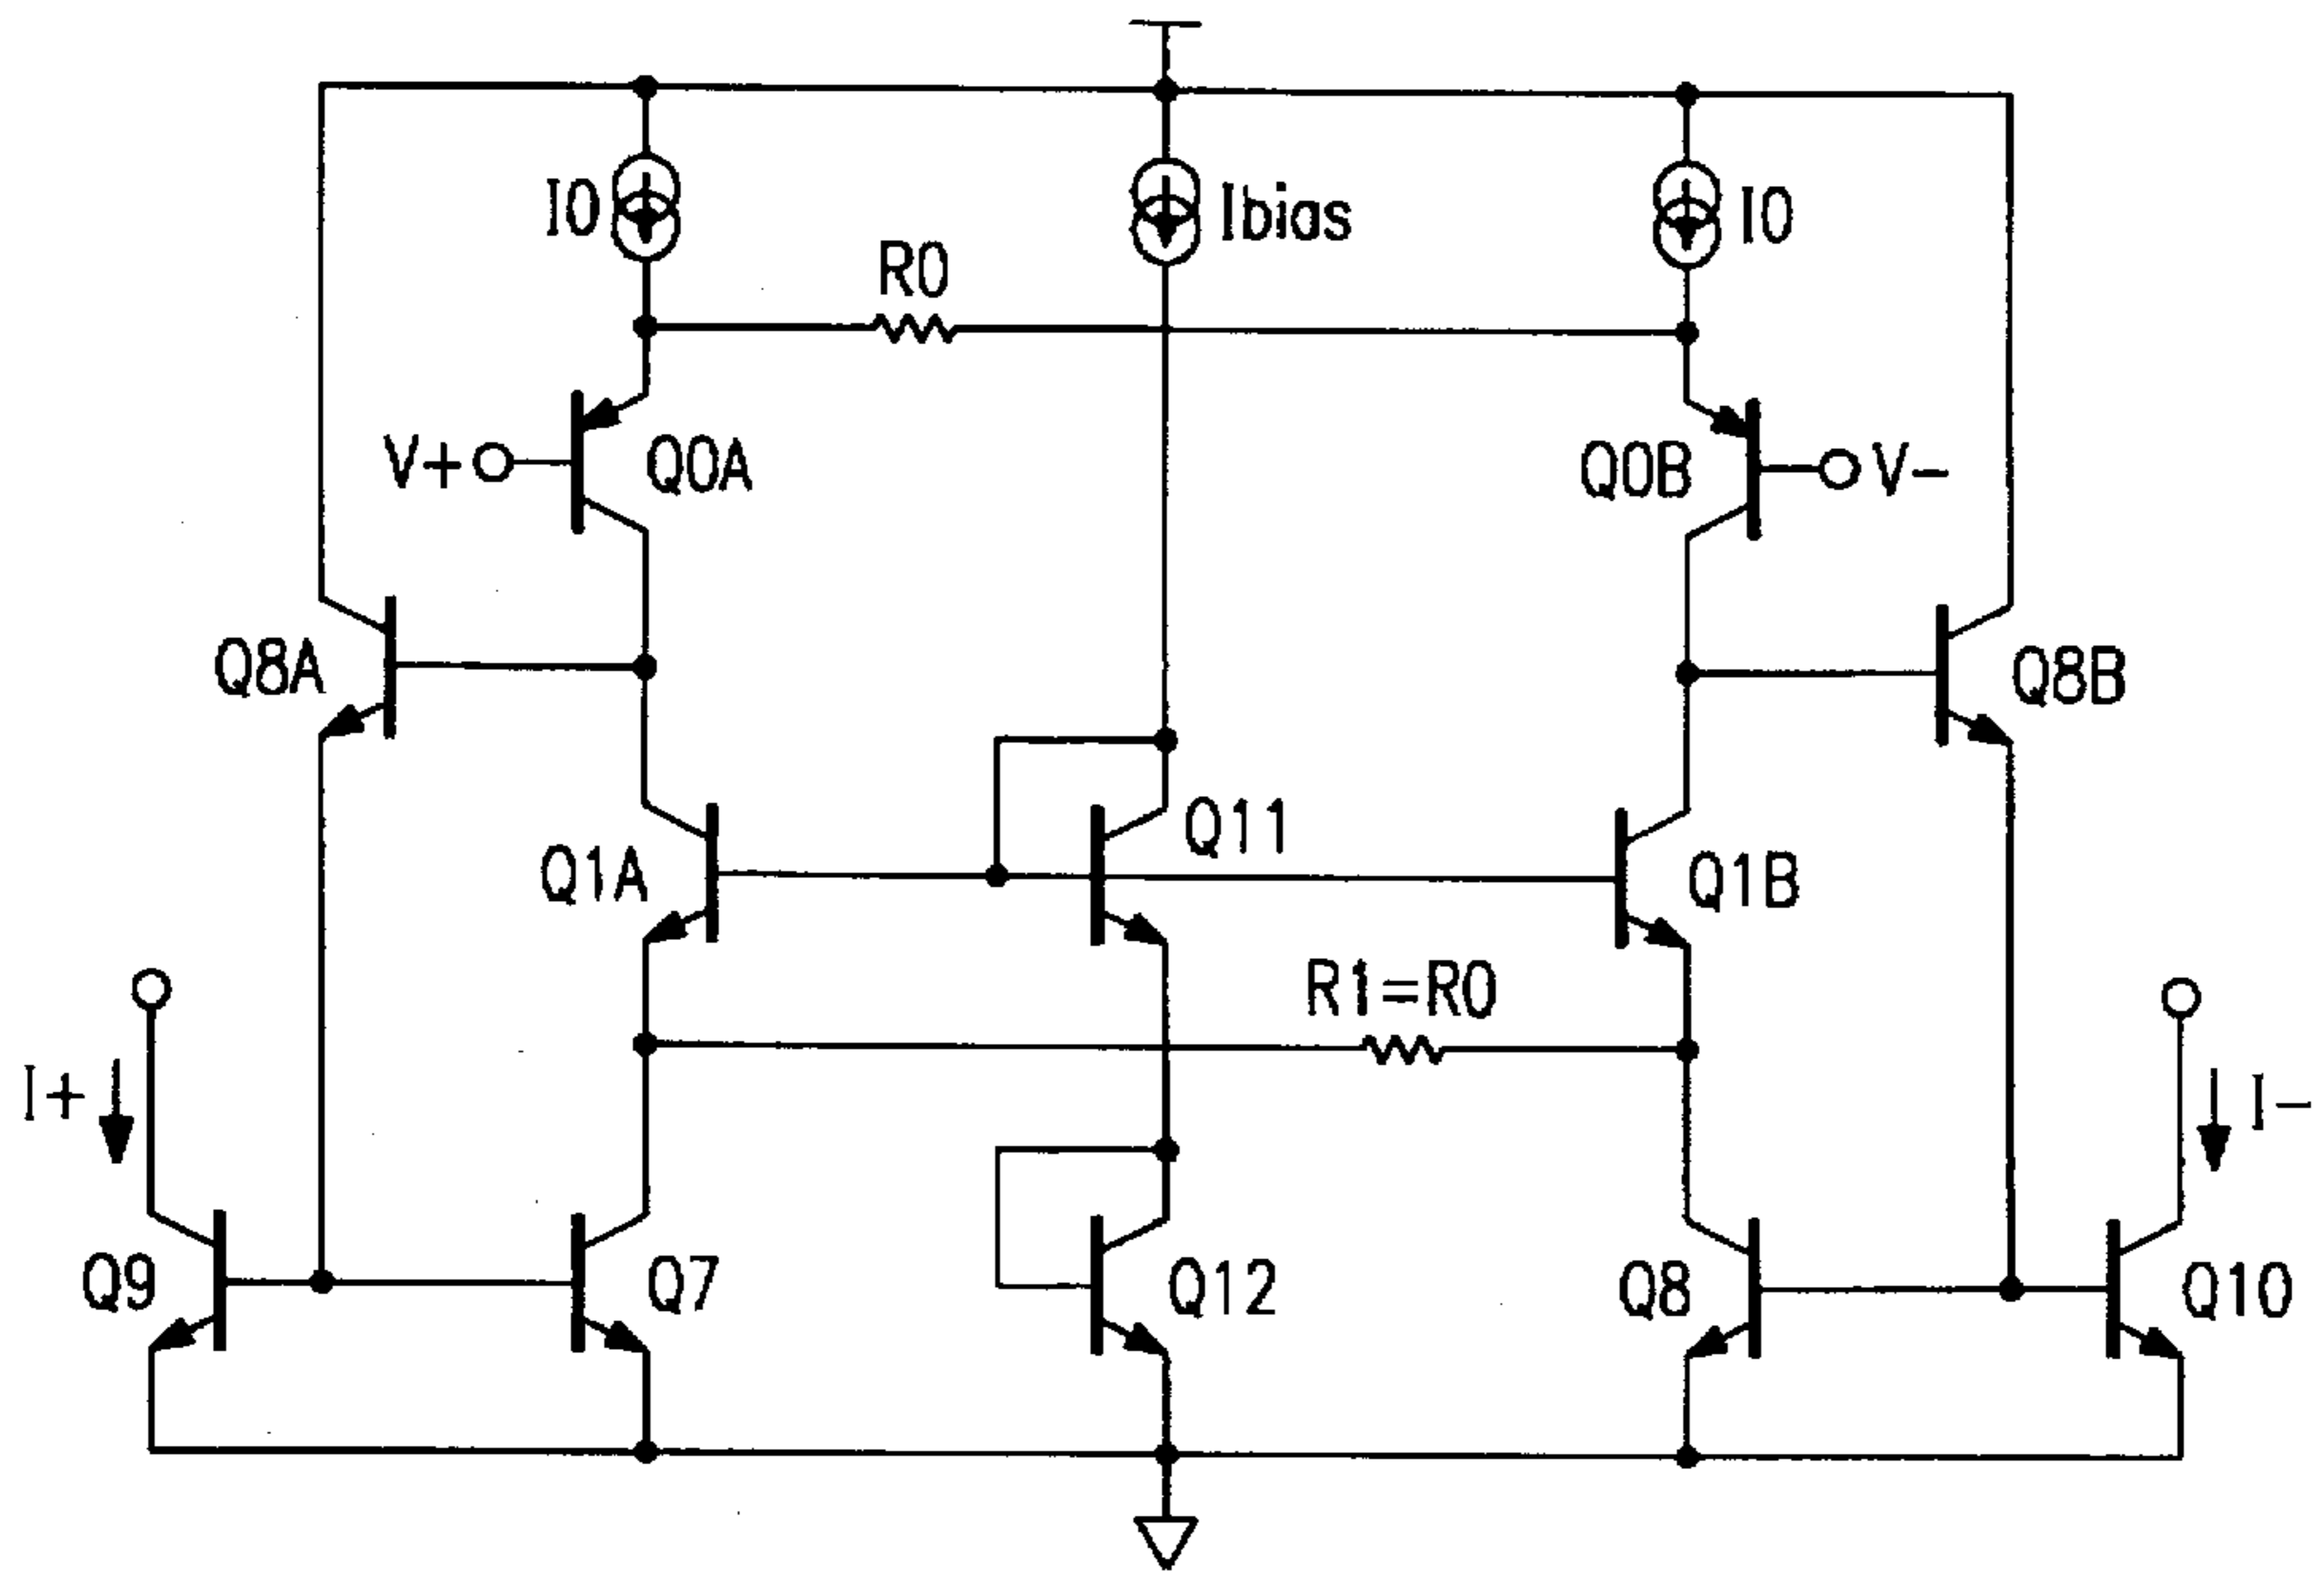 I0
Ibias
I0
R0
V+
Q0A
Q0B
V-
Q8A
Q8B
Q11
Q1A
Q1B
R1=R0
I+
I-
Q9
Q7
Q12
Q8
Q10